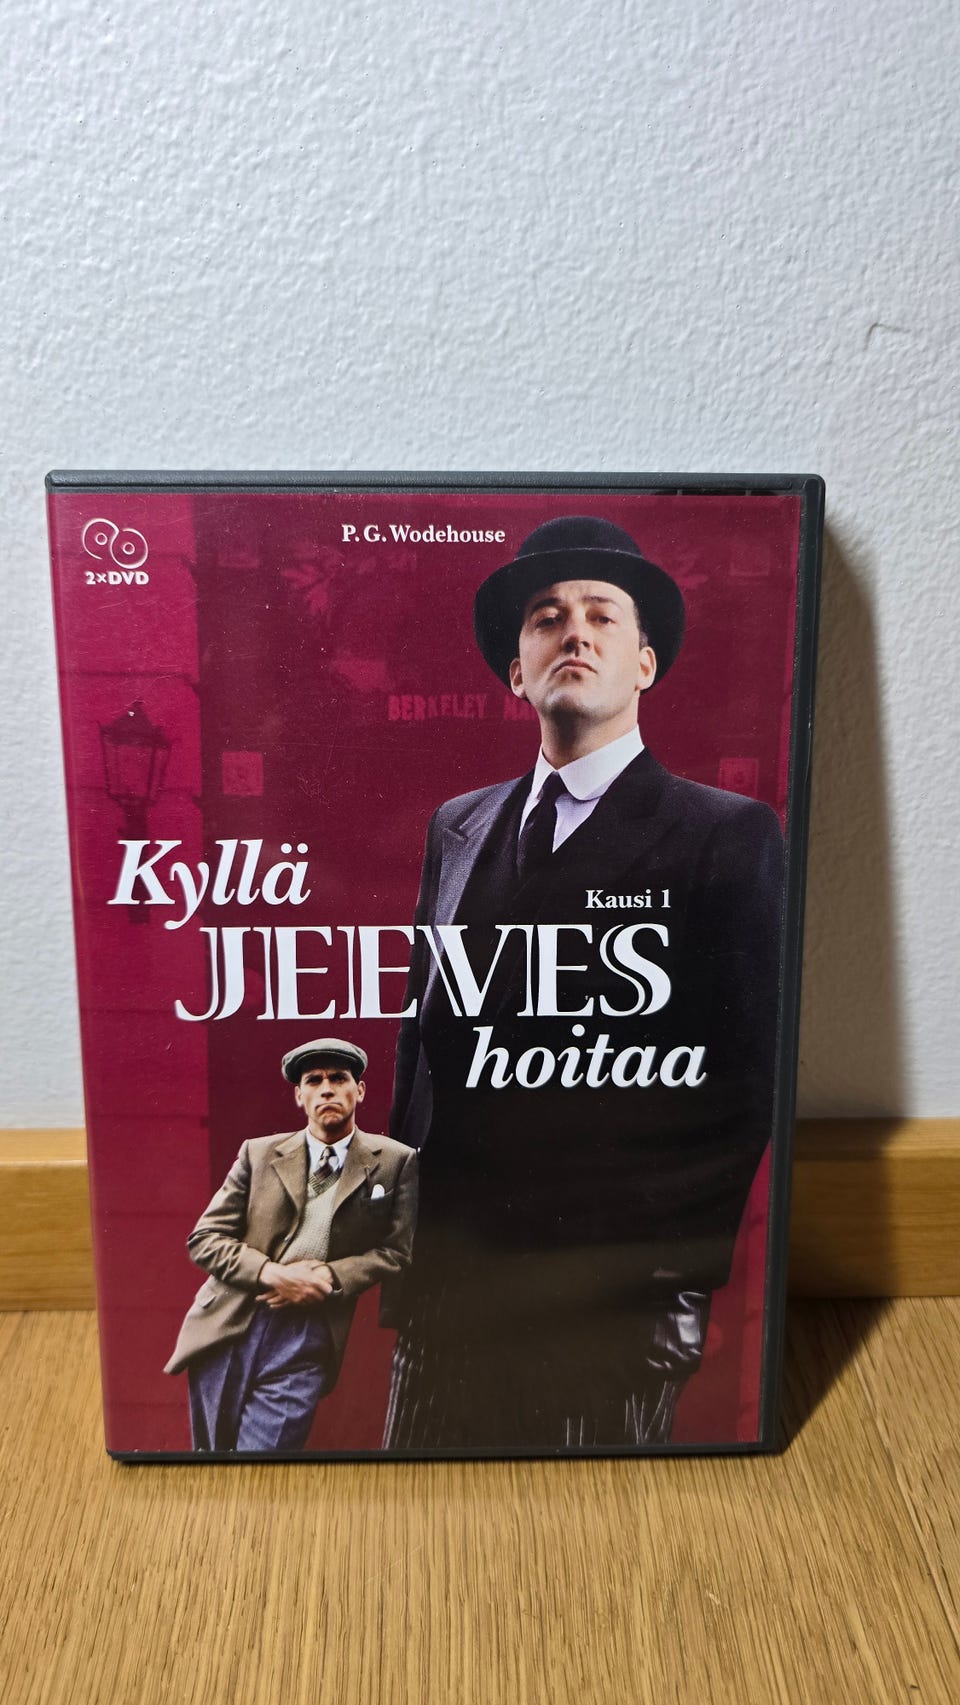 2×DVD
P. G. Wodehouse
BERKELEY
Kyllä
Kausi 1
JEEVES
hoitaa